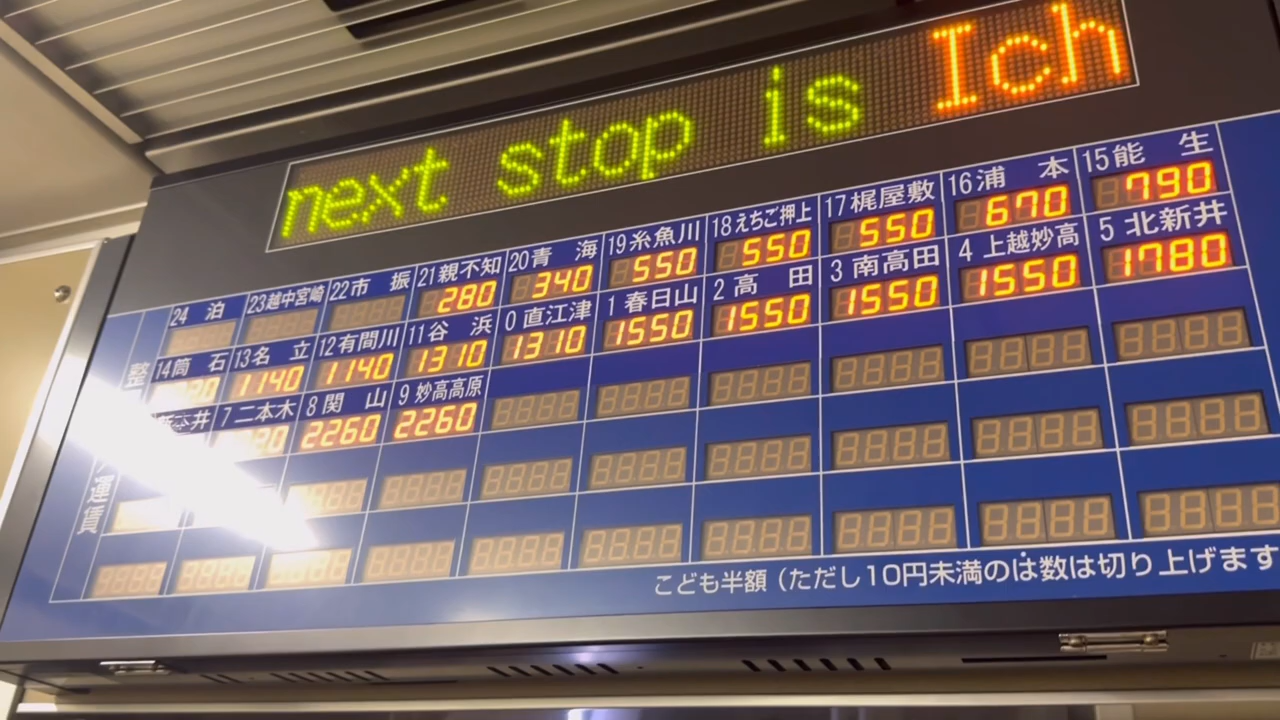 next stop is Ich
24 泊 23 越中宮崎 22 市振 21 親不知 20 青海 19 糸魚川 18 えちご押上 17 梶屋敷 16 浦本 15 能生
280 340 550 550 550 670 790
14 筒石 13 名立 12 有間川 11 谷浜 0 直江津 1 春日山 2 高田 3 南高田 4 上越妙高 5 北新井
1140 1140 1310 1310 1550 1550 1550 1550 1780
7 二本木 8 関山 9 妙高高原
2260 2260
整
運賃
こども半額(ただし10円未満のは数は切り上げます